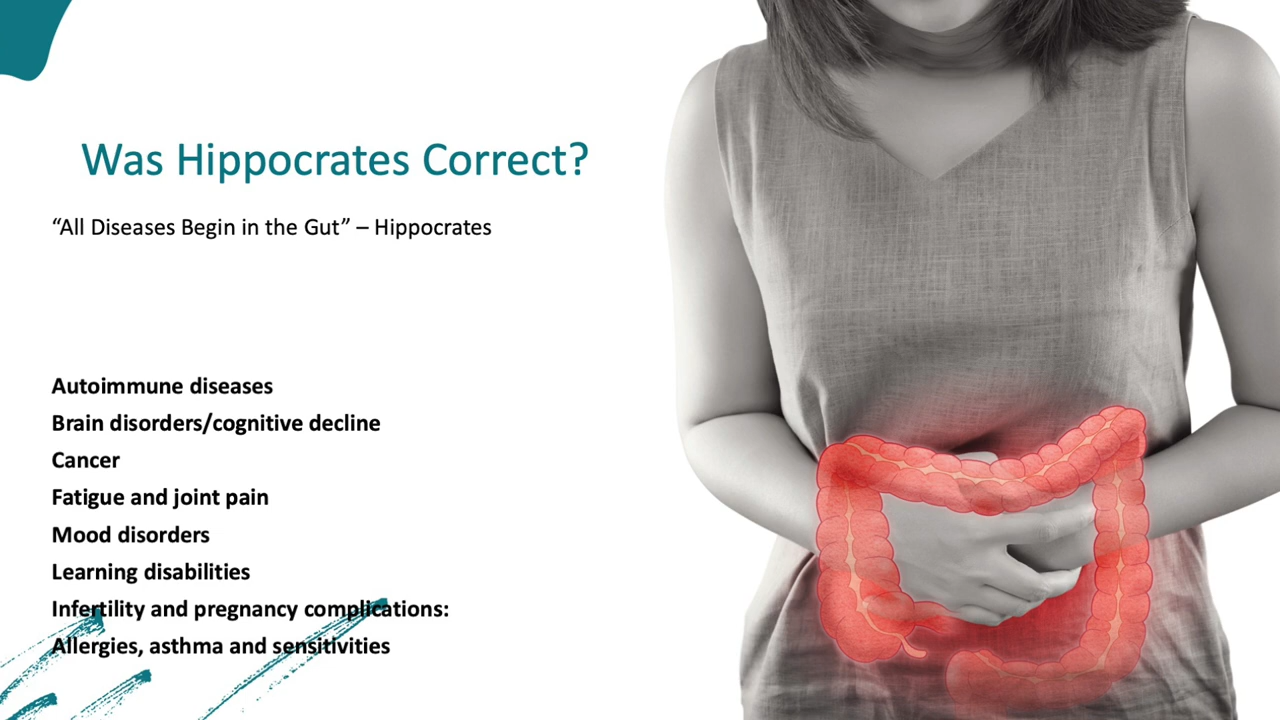 Was Hippocrates Correct?
“All Diseases Begin in the Gut” – Hippocrates
Autoimmune diseases
Brain disorders/cognitive decline
Cancer
Fatigue and joint pain
Mood disorders
Learning disabilities
Infertility and pregnancy complications:
Allergies, asthma and sensitivities